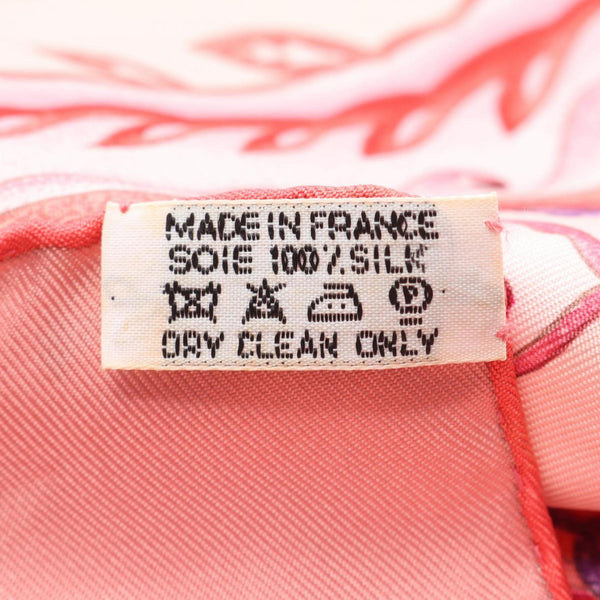 MADE IN FRANCE
SOIE 100% SILK
P
DRY CLEAN ONLY